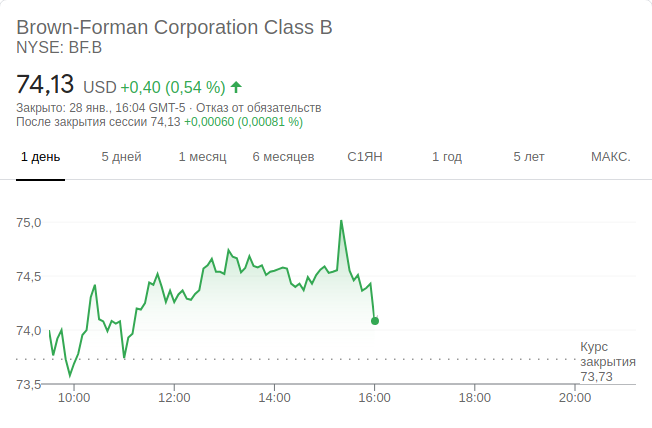 Brown-Forman Corporation Class B
NYSE: BF.B
74,13 USD +0,40 (0,54 %)
Закрыто: 28 янв., 16:04 GMT-5 · Отказ от обязательств
После закрытия сессии 74,13 +0,00060 (0,00081 %)
1 день 5 дней 1 месяц 6 месяцев С1ЯН 1 год 5 лет МАКС.
75,0
74,5
74,0
Курс
закрытия
73,73
73,5
10:00 12:00 14:00 16:00 18:00 20:00